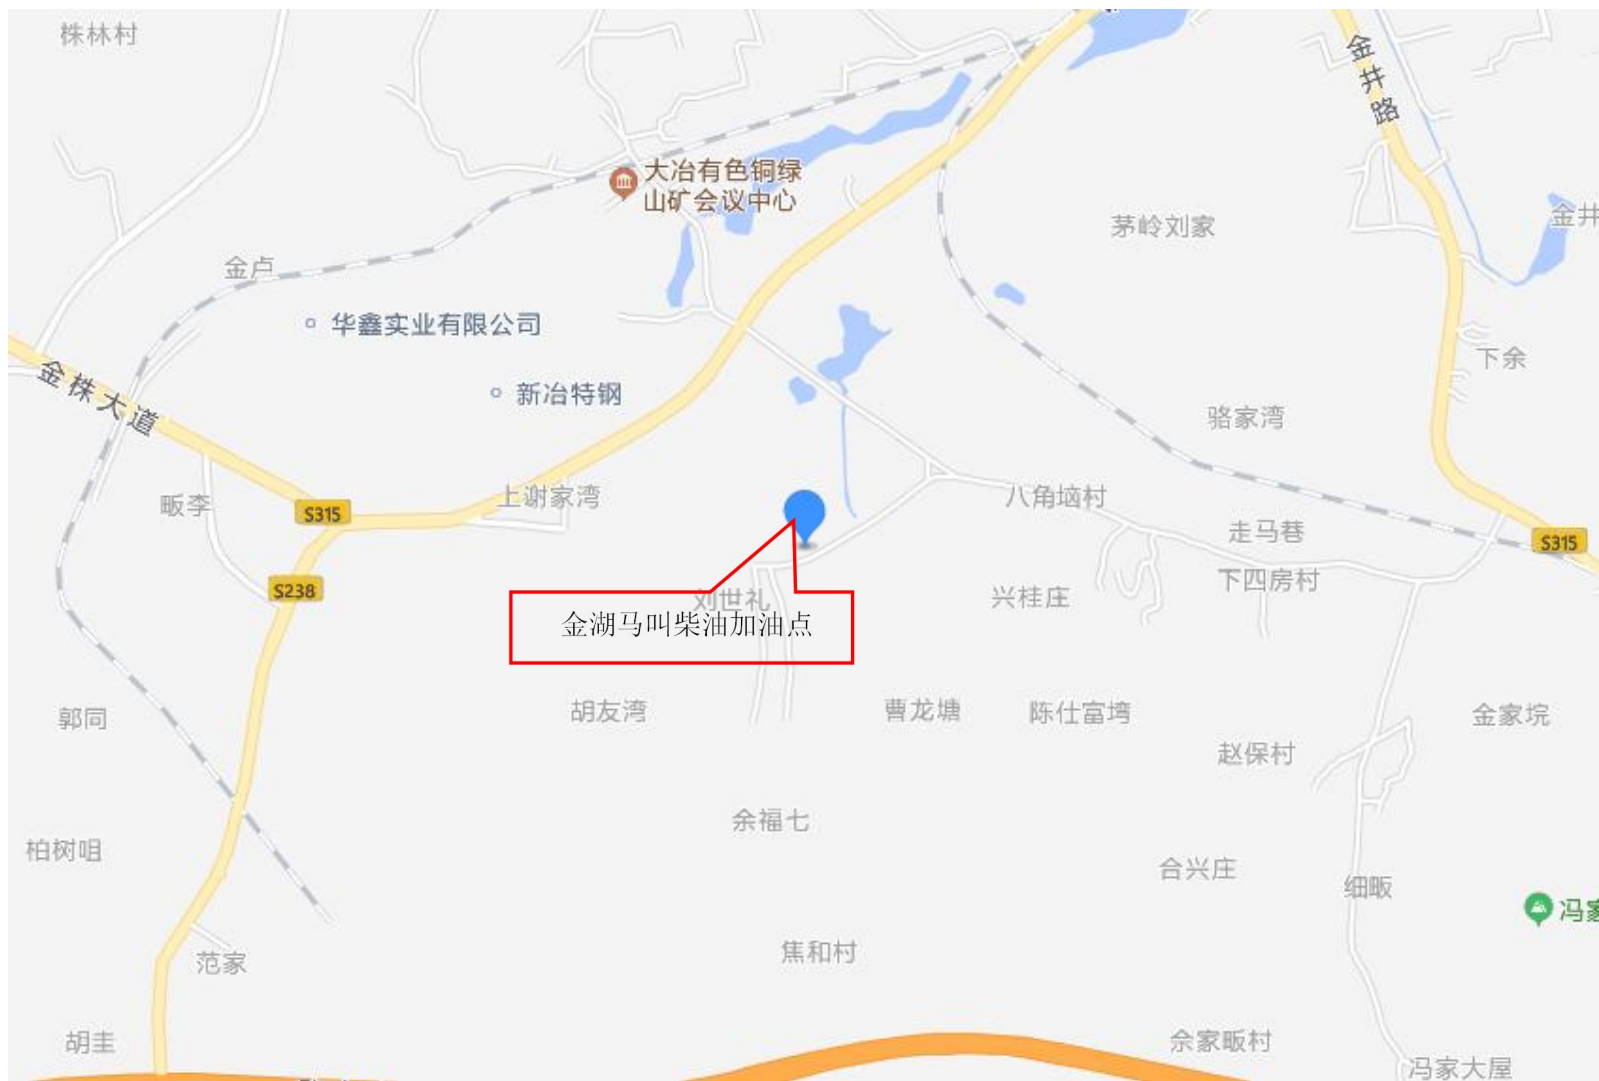 株林村
金井路
大冶有色铜绿
山矿会议中心
茅岭刘家
金井
金卢
华鑫实业有限公司
下余
新冶特钢
金株大道
骆家湾
畈李
S315
上谢家湾
八角垴村
走马巷
S315
S238
刘世礼
兴桂庄
下四房村
金湖马叫柴油加油点
郭同
胡友湾
曹龙塘
陈仕富塆
金家垸
赵保村
余福七
柏树咀
合兴庄
细畈
冯家
范家
焦和村
胡圭
佘家畈村
冯家大屋